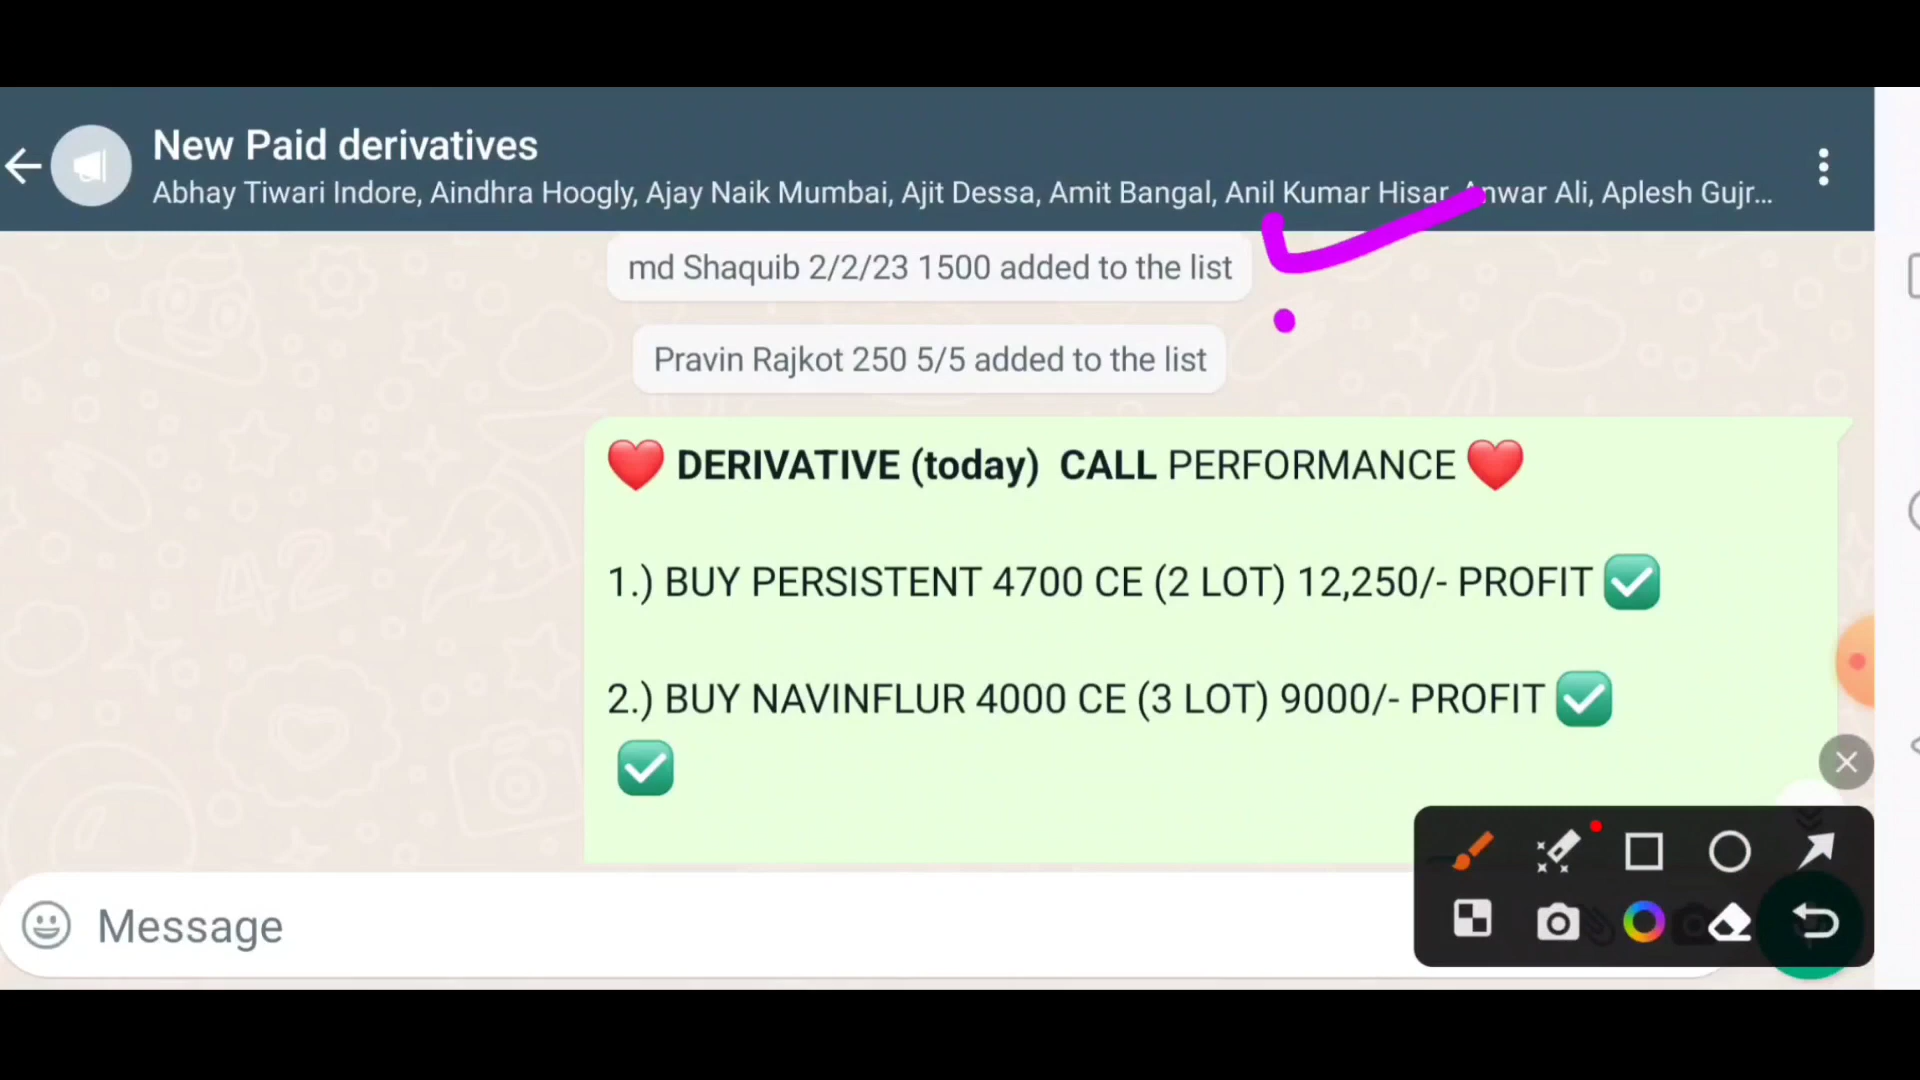 New Paid derivatives
Abhay Tiwari Indore, Aindhra Hoogly, Ajay Naik Mumbai, Ajit Dessa, Amit Bangal, Anil Kumar Hisar, Anwar Ali, Aplesh Gujr...
md Shaquib 2/2/23 1500 added to the list
Pravin Rajkot 250 5/5 added to the list
❤️ DERIVATIVE (today) CALL PERFORMANCE ❤️
1.) BUY PERSISTENT 4700 CE (2 LOT) 12,250/- PROFIT ✅
2.) BUY NAVINFLUR 4000 CE (3 LOT) 9000/- PROFIT ✅
✅
Message